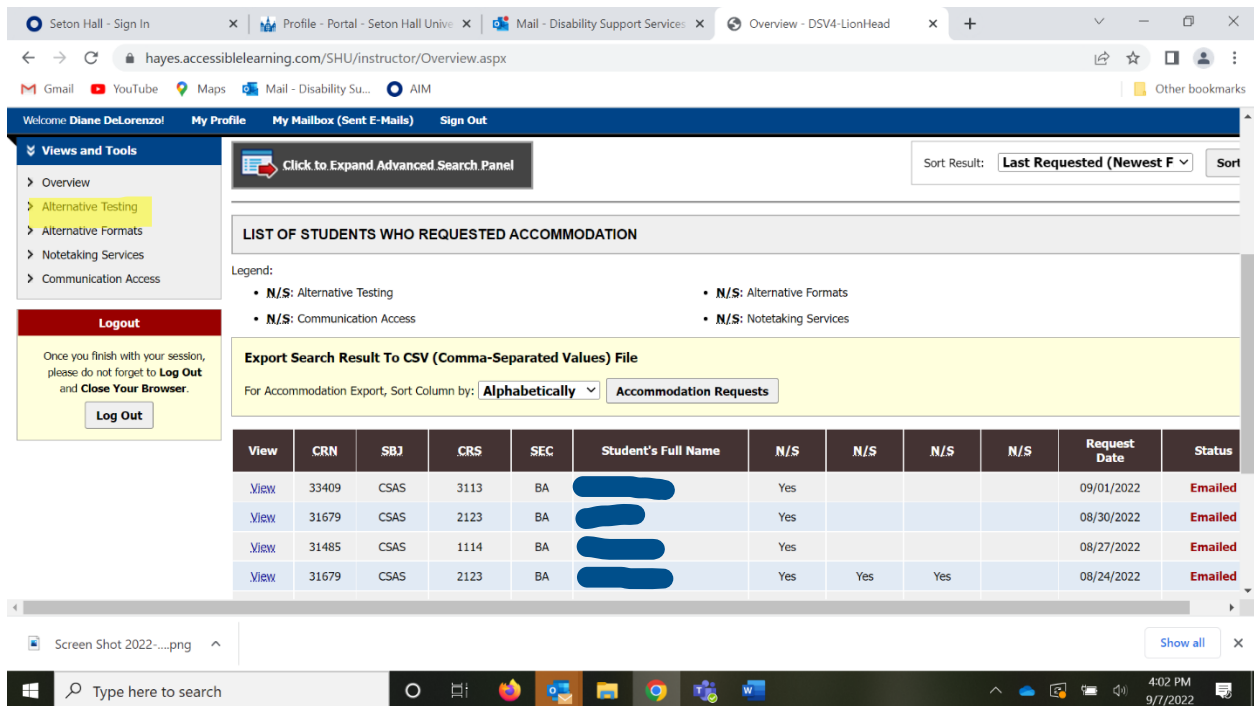 Seton Hall - Sign In
Profile - Portal - Seton Hall Unive
Mail - Disability Support Services
Overview - DSV4-LionHead
hayes.accessiblelearning.com/SHU/instructor/Overview.aspx
Gmail YouTube Maps Mail - Disability Su... AIM Other bookmarks
Welcome Diane DeLorenzo! My Profile My Mailbox (Sent E-Mails) Sign Out
Views and Tools
Overview
Alternative Testing
Alternative Formats
Notetaking Services
Communication Access
Logout
Once you finish with your session,
please do not forget to Log Out
and Close Your Browser.
Log Out
Click to Expand Advanced Search Panel
Sort Result: Last Requested (Newest F Sort
LIST OF STUDENTS WHO REQUESTED ACCOMMODATION
Legend:
• N/S: Alternative Testing • N/S: Alternative Formats
• N/S: Communication Access • N/S: Notetaking Services
Export Search Result To CSV (Comma-Separated Values) File
For Accommodation Export, Sort Column by: Alphabetically Accommodation Requests
View CRN SBJ CRS SEC Student's Full Name N/S N/S N/S N/S Request Date Status
View 33409 CSAS 3113 BA Yes 09/01/2022 Emailed
View 31679 CSAS 2123 BA Yes 08/30/2022 Emailed
View 31485 CSAS 1114 BA Yes 08/27/2022 Emailed
View 31679 CSAS 2123 BA Yes Yes Yes 08/24/2022 Emailed
Screen Shot 2022-....png Show all
Type here to search 4:02 PM
9/7/2022